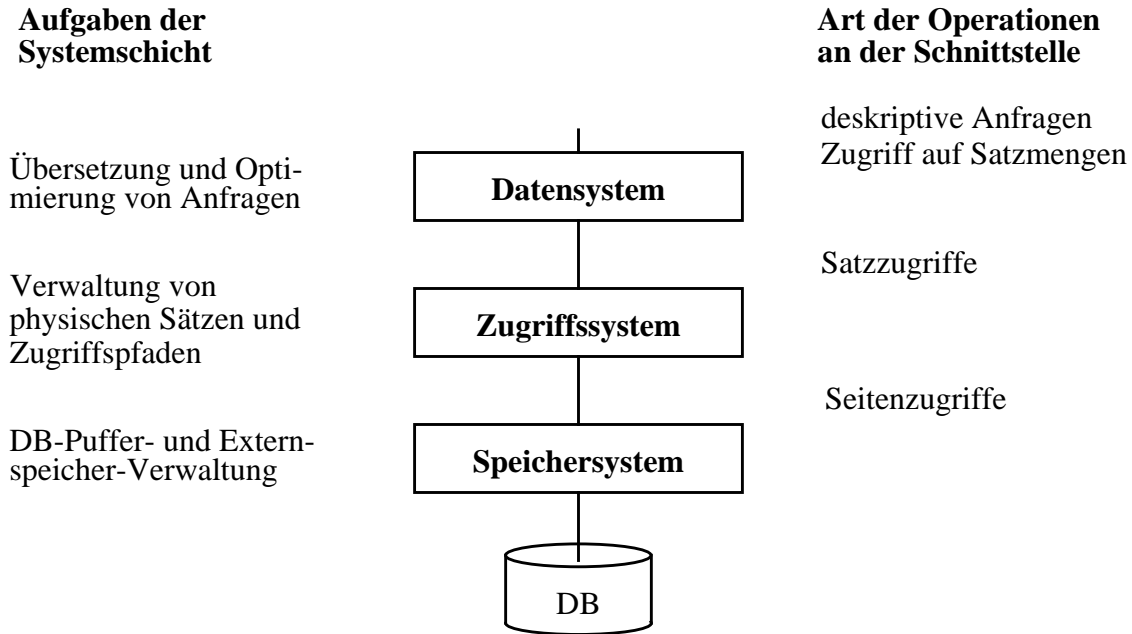 Aufgaben der
Systemschicht
Art der Operationen
an der Schnittstelle
deskriptive Anfragen
Zugriff auf Satzmengen
Übersetzung und Opti-
mierung von Anfragen
Datensystem
Satzzugriffe
Verwaltung von
physischen Sätzen und
Zugriffspfaden
Zugriffssystem
Seitenzugriffe
DB-Puffer- und Extern-
speicher-Verwaltung
Speichersystem
DB